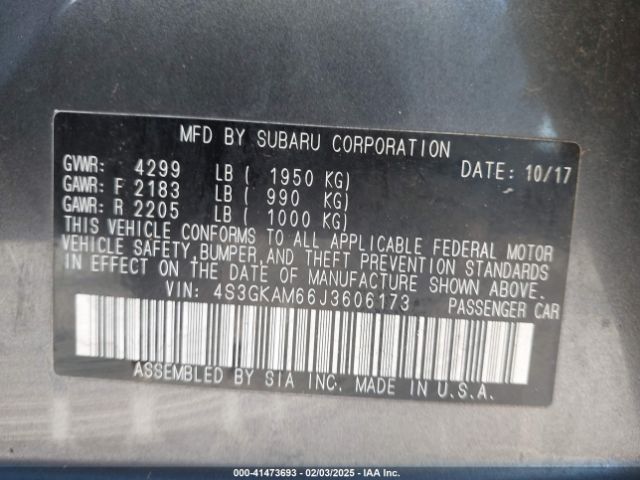 MFD BY SUBARU CORPORATION
GVWR: 4299 LB ( 1950 KG) DATE: 10/17
GAWR: F 2183 LB ( 990 KG)
GAWR: R 2205 LB ( 1000 KG)
THIS VEHICLE CONFORMS TO ALL APPLICABLE FEDERAL MOTOR
VEHICLE SAFETY, BUMPER, AND THEFT PREVENTION STANDARDS
IN EFFECT ON THE DATE OF MANUFACTURE SHOWN ABOVE.
VIN: 4S3GKAM66J3606173 PASSENGER CAR
ASSEMBLED BY SIA INC. MADE IN U.S.A.
000-41473693 - 02/03/2025 - IAAI.COM